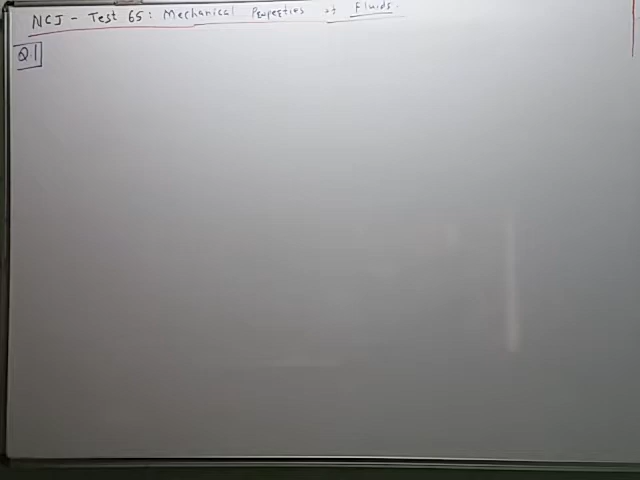 NCJ - Test 65: Mechanical Properties of Fluids.
Q.1